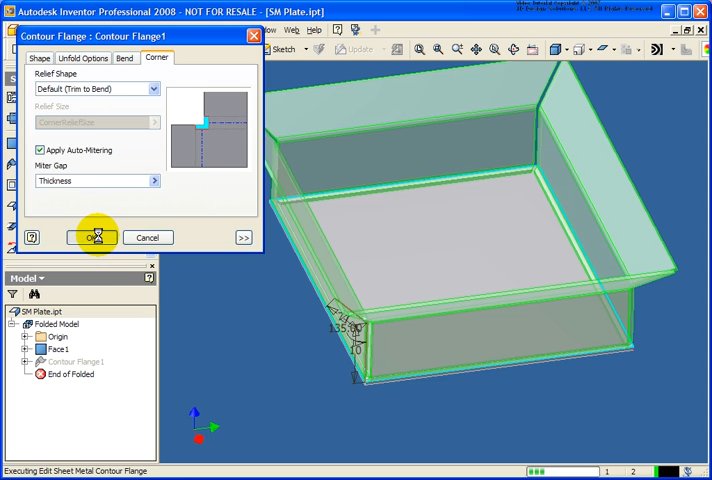 Autodesk Inventor Professional 2008 - NOT FOR RESALE - [SM Plate.ipt]
Web Help
Sketch Update
Contour Flange : Contour Flange1
Shape Unfold Options Bend Corner
Relief Shape
Default (Trim to Bend)
Relief Size
CornerReliefSize
Apply Auto-Mitering
Miter Gap
Thickness
Cancel >>
Model
SM Plate.ipt
Folded Model
Origin
Face1
Contour Flange1
End of Folded
135.00
10
Executing Edit Sheet Metal Contour Flange 1 2